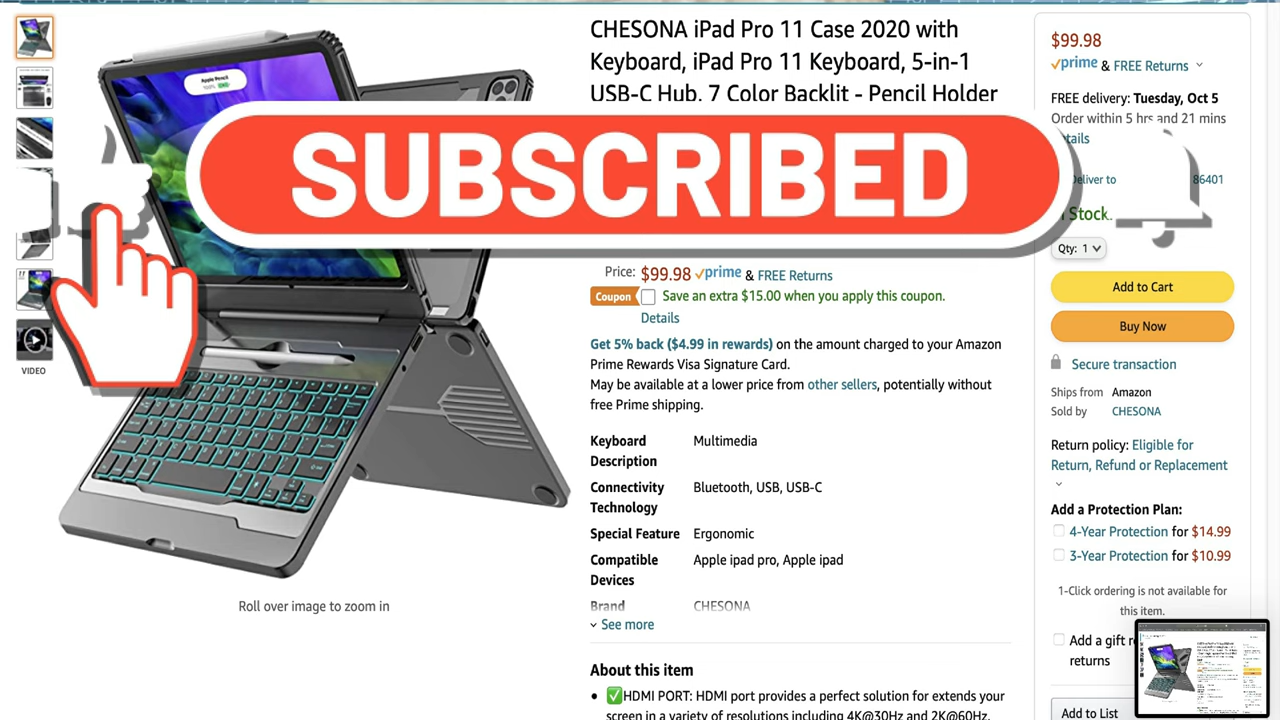 CHESONA iPad Pro 11 Case 2020 with
Keyboard, iPad Pro 11 Keyboard, 5-in-1
USB-C Hub, 7 Color Backlit - Pencil Holder
SUBSCRIBED
Apple Pencil
100%
Price: $99.98 prime & FREE Returns
Coupon Save an extra $15.00 when you apply this coupon.
Details
Get 5% back ($4.99 in rewards) on the amount charged to your Amazon
Prime Rewards Visa Signature Card.
May be available at a lower price from other sellers, potentially without
free Prime shipping.
Keyboard Description Multimedia
Connectivity Technology Bluetooth, USB, USB-C
Special Feature Ergonomic
Compatible Devices Apple ipad pro, Apple ipad
Brand CHESONA
See more
About this item
HDMI PORT: HDMI port provides a perfect solution for extend your
screen in a variety of resolutions including 4K@30Hz and 2K@60Hz.
VIDEO
Roll over image to zoom in
$99.98
prime & FREE Returns
FREE delivery: Tuesday, Oct 5
Order within 5 hrs and 21 mins
Deliver to 86401
Stock.
Qty: 1
Add to Cart
Buy Now
Secure transaction
Ships from Amazon
Sold by CHESONA
Return policy: Eligible for
Return, Refund or Replacement
Add a Protection Plan:
4-Year Protection for $14.99
3-Year Protection for $10.99
1-Click ordering is not available for
this item.
Add a gift
returns
Add to List